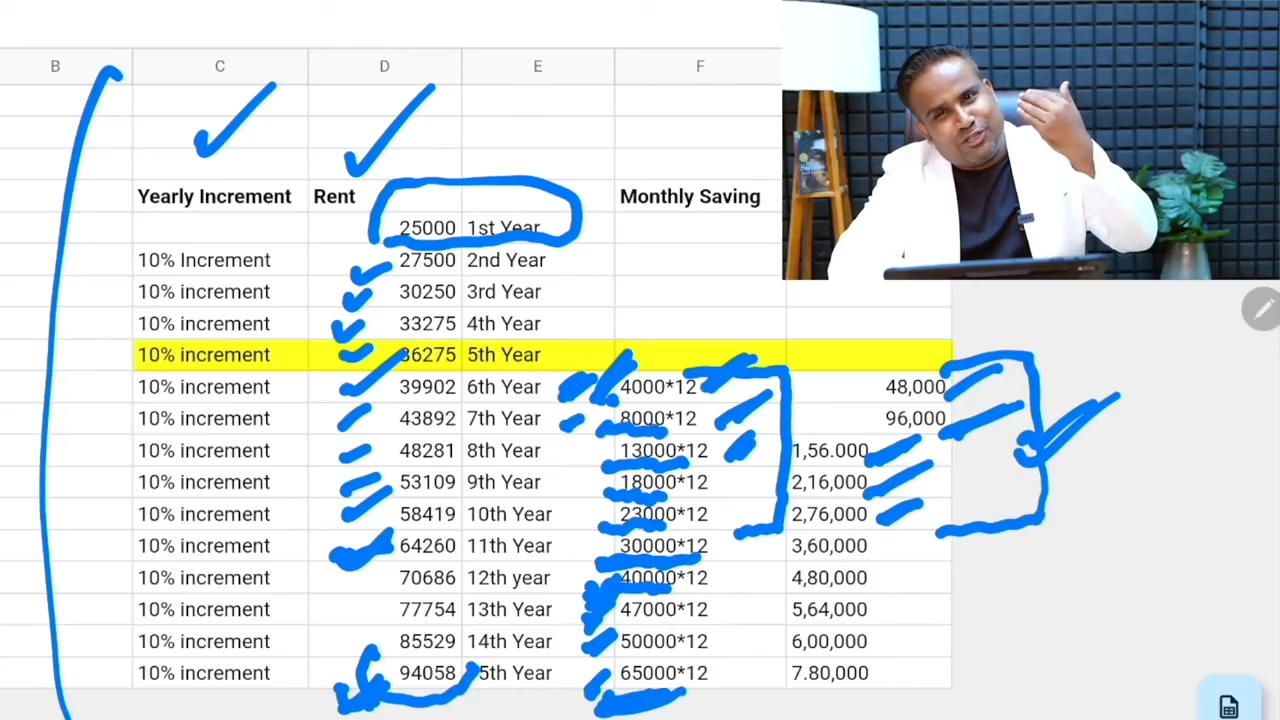 B C D E F
Yearly Increment Rent Monthly Saving
25000 1st Year
10% Increment 27500 2nd Year
10% increment 30250 3rd Year
10% increment 33275 4th Year
10% increment 36275 5th Year
10% increment 39902 6th Year 4000*12 48,000
10% increment 43892 7th Year 8000*12 96,000
10% increment 48281 8th Year 13000*12 1,56.000
10% increment 53109 9th Year 18000*12 2,16,000
10% increment 58419 10th Year 23000*12 2,76,000
10% increment 64260 11th Year 30000*12 3,60,000
10% increment 70686 12th year 40000*12 4,80,000
10% increment 77754 13th Year 47000*12 5,64,000
10% increment 85529 14th Year 50000*12 6,00,000
10% increment 94058 5th Year 65000*12 7.80,000